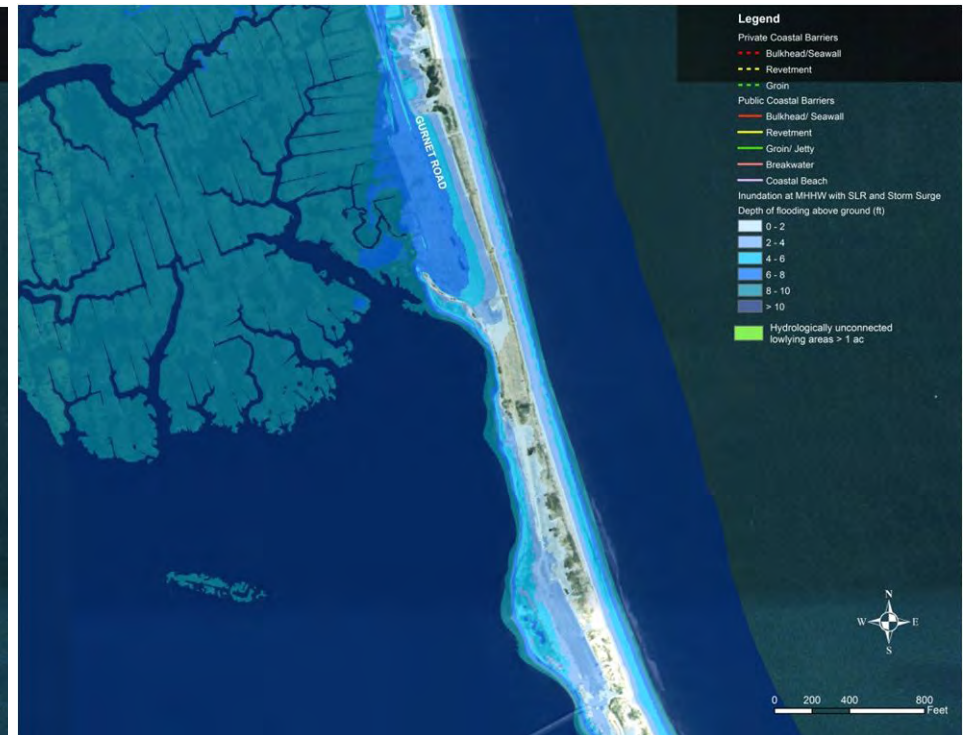 Legend
Private Coastal Barriers
Bulkhead/Seawall
Revetment
Groin
Public Coastal Barriers
Bulkhead/ Seawall
Revetment
Groin/ Jetty
Breakwater
Coastal Beach
Inundation at MHHW with SLR and Storm Surge
Depth of flooding above ground (ft)
0 - 2
2 - 4
4 - 6
6 - 8
8 - 10
> 10
Hydrologically unconnected
lowlying areas > 1 ac
GURNET ROAD
N
W E
S
0 200 400 800
Feet